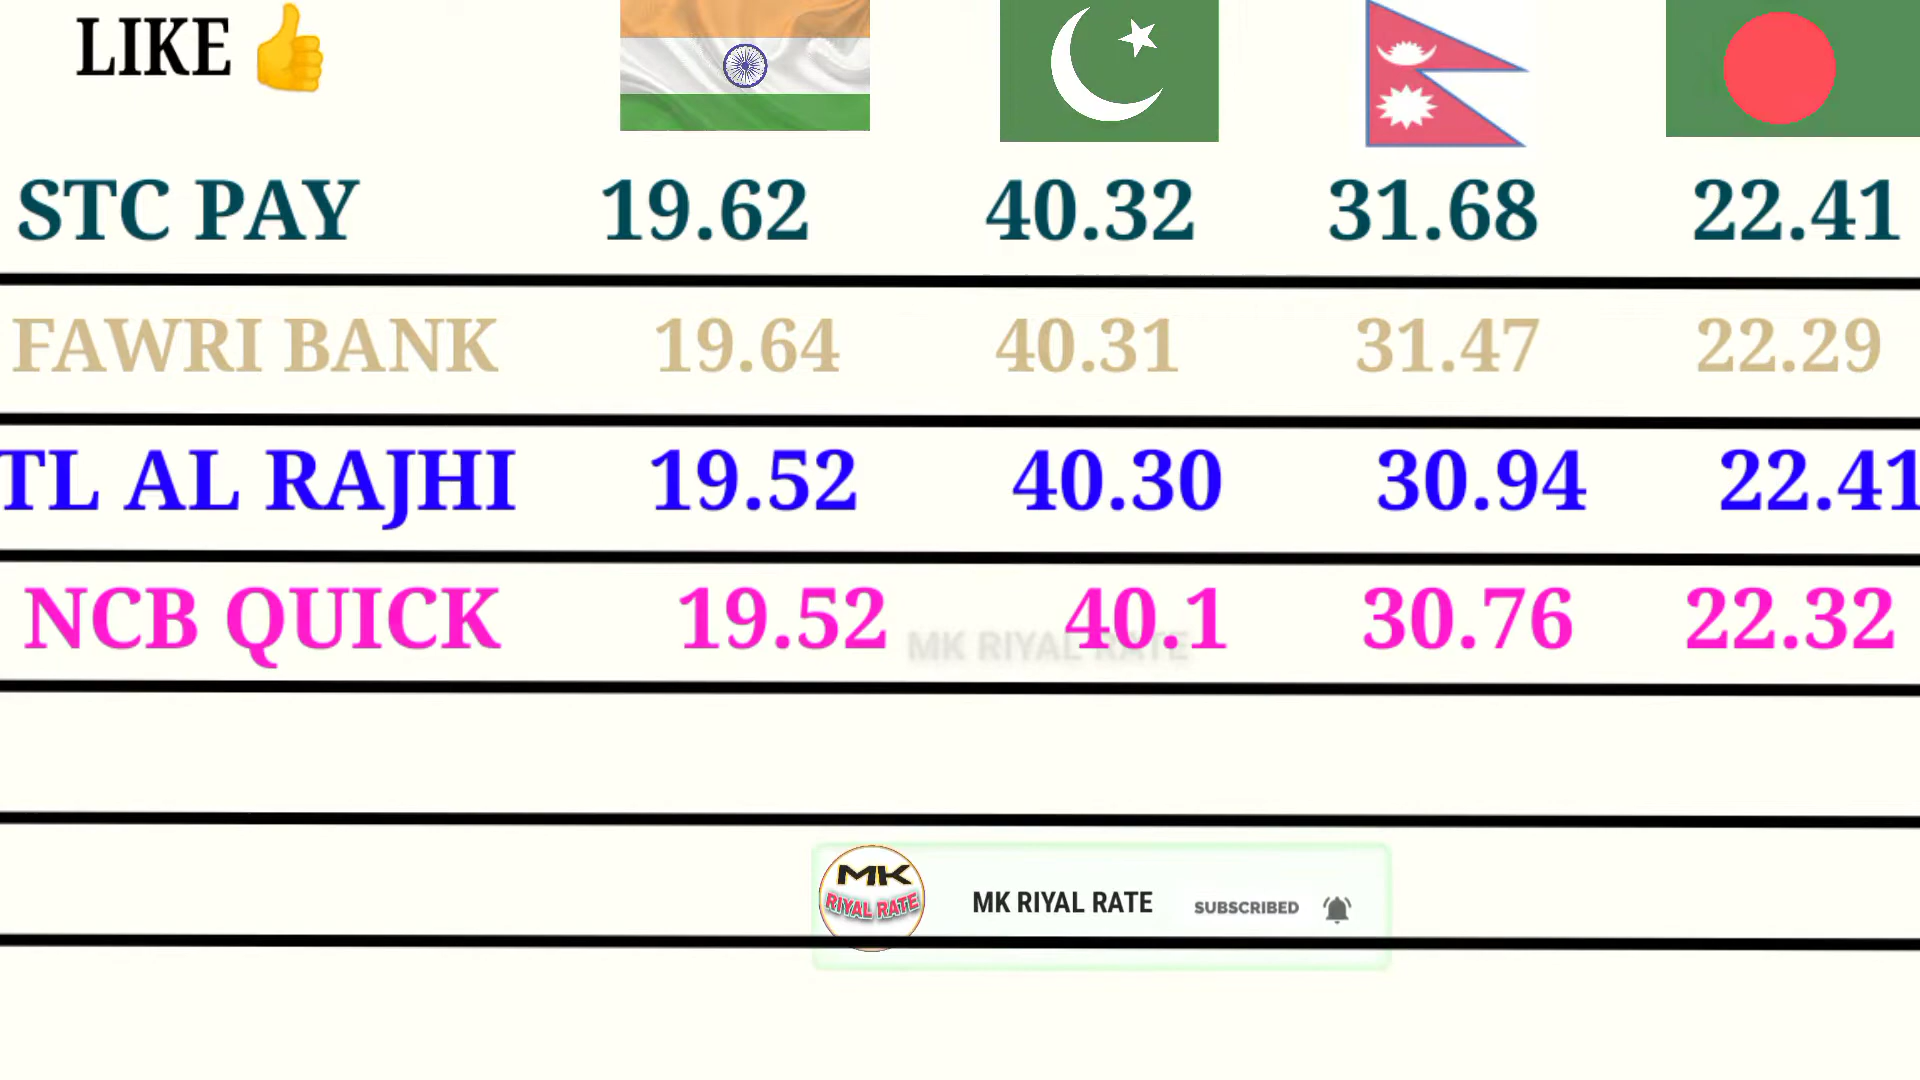 LIKE 👍
STC PAY 19.62 40.32 31.68 22.41
FAWRI BANK 19.64 40.31 31.47 22.29
TL AL RAJHI 19.52 40.30 30.94 22.41
NCB QUICK 19.52 40.1 30.76 22.32
MK RIYAL RATE
MK
RIYAL RATE
MK RIYAL RATE SUBSCRIBED